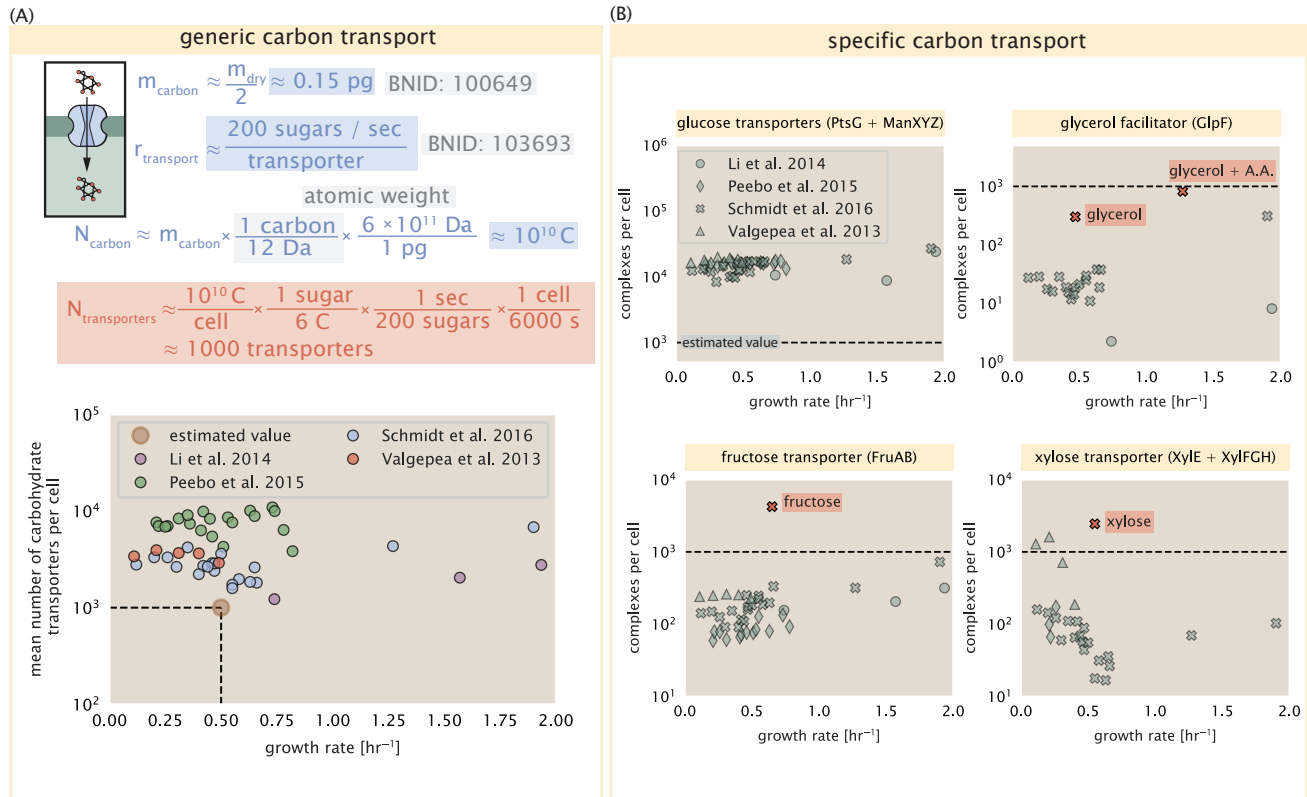 (A)
generic carbon transport
m_carbon ≈ m_dry / 2 ≈ 0.15 pg BNID: 100649
r_transport ≈ 200 sugars / sec / transporter BNID: 103693
atomic weight
N_carbon ≈ m_carbon × 1 carbon / 12 Da × 6 × 10^11 Da / 1 pg ≈ 10^10 C
N_transporters ≈ 10^10 C / cell × 1 sugar / 6 C × 1 sec / 200 sugars × 1 cell / 6000 s
≈ 1000 transporters
10^5
10^4
10^3
10^2
mean number of carbohydrate
transporters per cell
estimated value
Li et al. 2014
Peebo et al. 2015
Schmidt et al. 2016
Valgepea et al. 2013
0.00 0.25 0.50 0.75 1.00 1.25 1.50 1.75 2.00
growth rate [hr⁻¹]
(B)
specific carbon transport
glucose transporters (PtsG + ManXYZ)
10^6
10^5
10^4
10^3
complexes per cell
Li et al. 2014
Peebo et al. 2015
Schmidt et al. 2016
Valgepea et al. 2013
estimated value
0.0 0.5 1.0 1.5 2.0
growth rate [hr⁻¹]
glycerol facilitator (GlpF)
10^3
10^2
10^1
10^0
complexes per cell
glycerol + A.A.
glycerol
0.0 0.5 1.0 1.5 2.0
growth rate [hr⁻¹]
fructose transporter (FruAB)
10^4
10^3
10^2
10^1
complexes per cell
fructose
0.0 0.5 1.0 1.5 2.0
growth rate [hr⁻¹]
xylose transporter (XylE + XylFGH)
10^4
10^3
10^2
10^1
complexes per cell
xylose
0.0 0.5 1.0 1.5 2.0
growth rate [hr⁻¹]